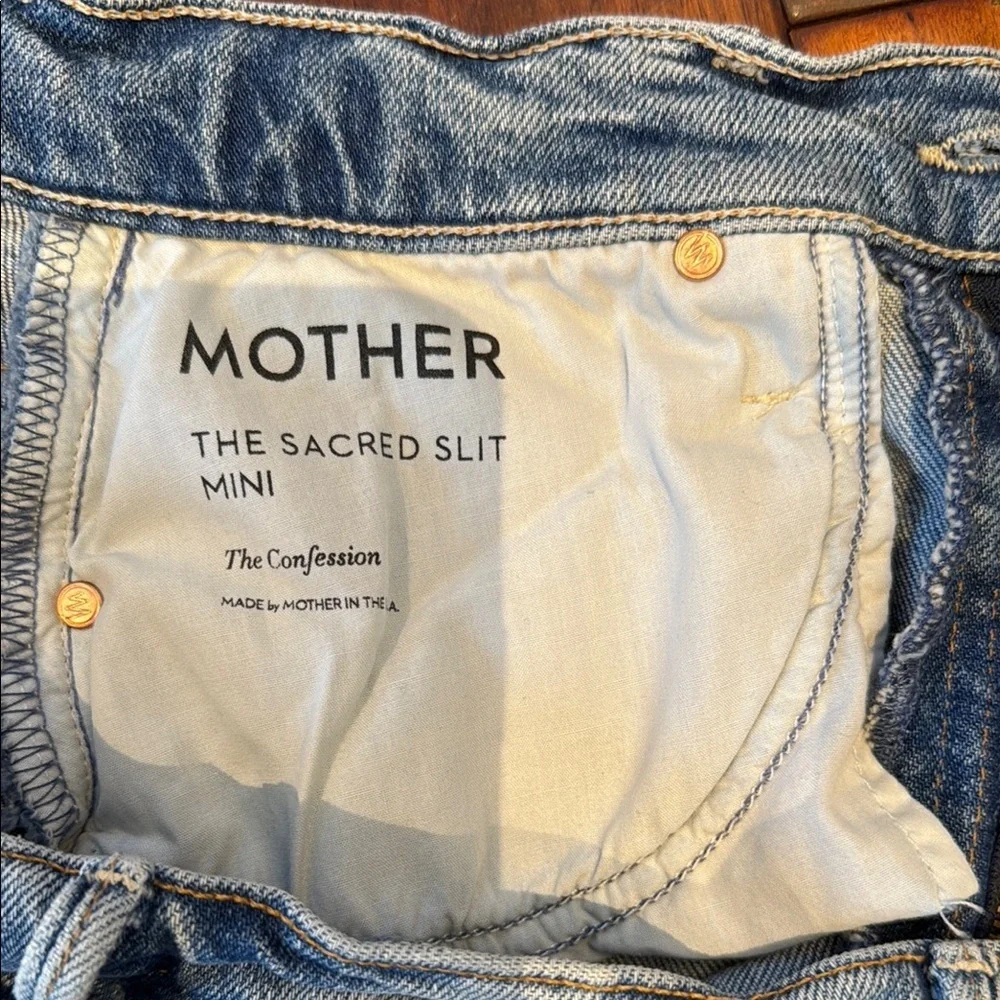 MOTHER
THE SACRED SLIT
MINI
The Confession
MADE by MOTHER IN THE .A.